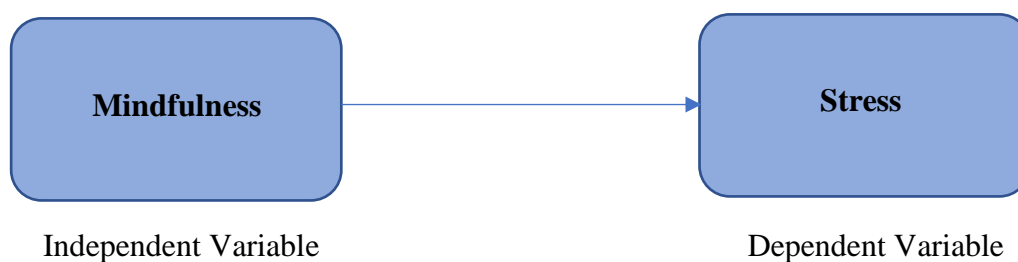 Mindfulness
Stress
Independent Variable
Dependent Variable